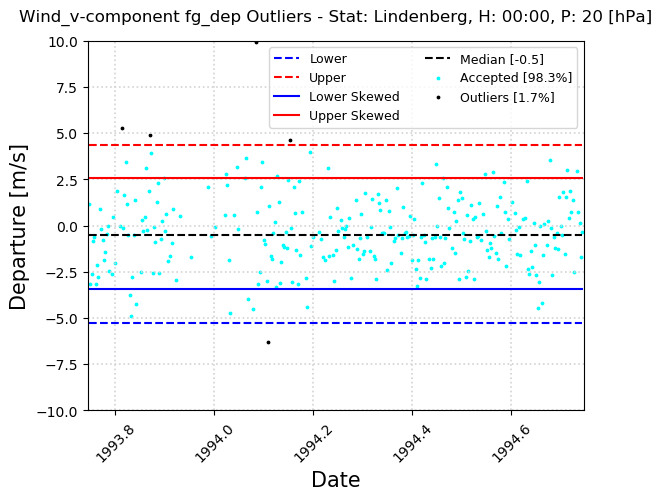 Wind_v-component fg_dep Outliers - Stat: Lindenberg, H: 00:00, P: 20 [hPa]
Lower
Upper
Lower Skewed
Upper Skewed
Median [-0.5]
Accepted [98.3%]
Outliers [1.7%]
10.0
7.5
5.0
2.5
0.0
−2.5
−5.0
−7.5
−10.0
Departure [m/s]
1993.8
1994.0
1994.2
1994.4
1994.6
Date